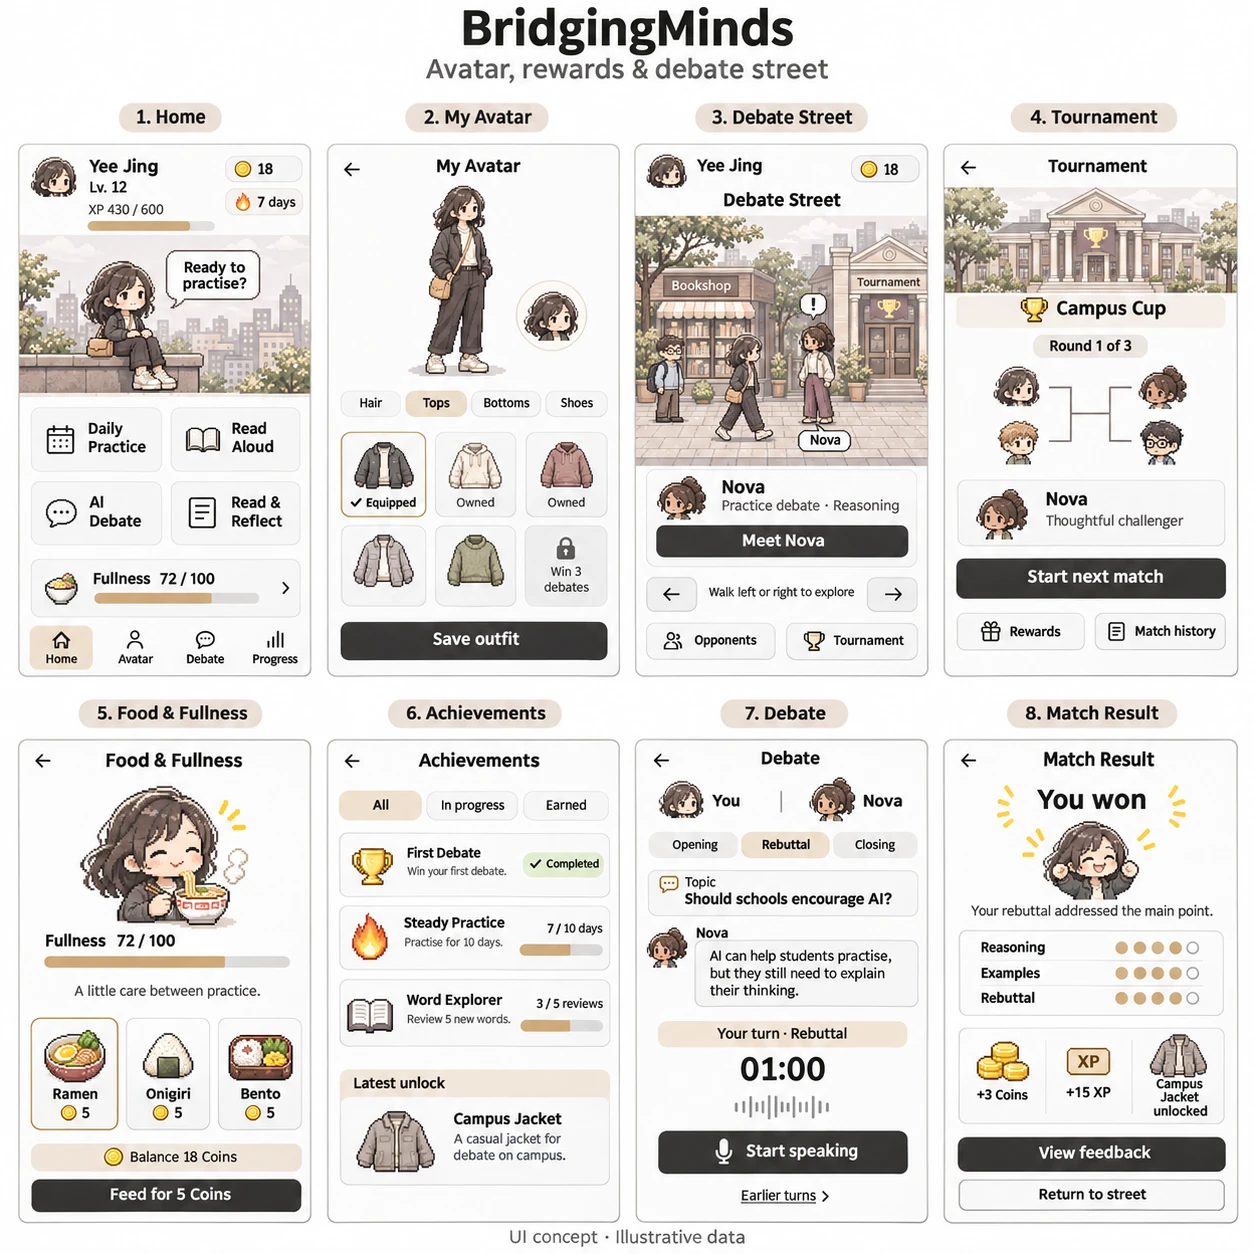 BridgingMinds
Avatar, rewards & debate street
1. Home
Yee Jing
Lv. 12
XP 430 / 600
18
7 days
Ready to
practise?
Daily
Practice
Read
Aloud
AI
Debate
Read &
Reflect
Fullness 72 / 100
Home
Avatar
Debate
Progress
2. My Avatar
My Avatar
Hair
Tops
Bottoms
Shoes
Equipped
Owned
Owned
Win 3
debates
Save outfit
3. Debate Street
Yee Jing
18
Debate Street
Bookshop
Tournament
!
Nova
Nova
Practice debate · Reasoning
Meet Nova
Walk left or right to explore
Opponents
Tournament
4. Tournament
Tournament
Campus Cup
Round 1 of 3
Nova
Thoughtful challenger
Start next match
Rewards
Match history
5. Food & Fullness
Food & Fullness
Fullness 72 / 100
A little care between practice.
Ramen
5
Onigiri
5
Bento
5
Balance 18 Coins
Feed for 5 Coins
6. Achievements
Achievements
All
In progress
Earned
First Debate
Win your first debate.
Completed
Steady Practice
Practise for 10 days.
7 / 10 days
Word Explorer
Review 5 new words.
3 / 5 reviews
Latest unlock
Campus Jacket
A casual jacket for
debate on campus.
7. Debate
Debate
You
Nova
Opening
Rebuttal
Closing
Topic
Should schools encourage AI?
Nova
AI can help students practise,
but they still need to explain
their thinking.
Your turn · Rebuttal
01:00
Start speaking
Earlier turns
8. Match Result
Match Result
You won
Your rebuttal addressed the main point.
Reasoning
Examples
Rebuttal
+3 Coins
XP
+15 XP
Campus
Jacket
unlocked
View feedback
Return to street
UI concept · Illustrative data